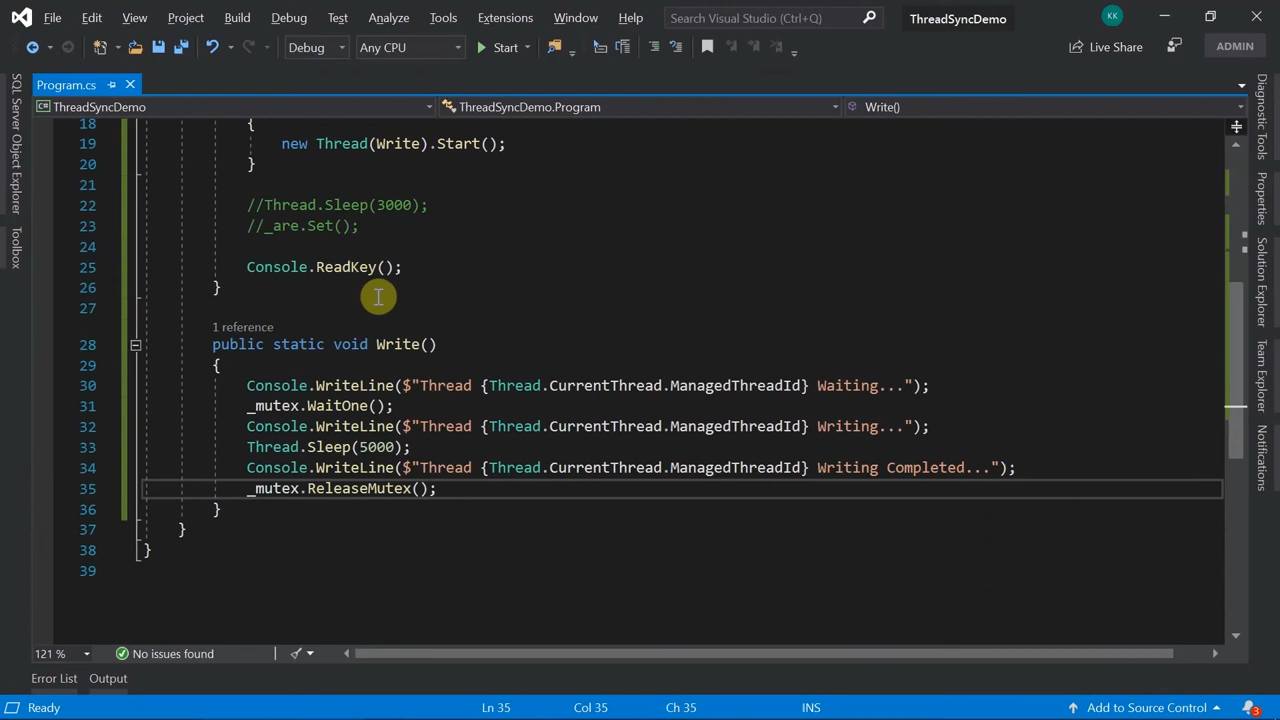 File Edit View Project Build Debug Test Analyze Tools Extensions Window Help Search Visual Studio (Ctrl+Q) ThreadSyncDemo KK
Debug Any CPU Start Live Share ADMIN
Program.cs
ThreadSyncDemo ThreadSyncDemo.Program Write()
18 {
19 new Thread(Write).Start();
20 }
21
22 //Thread.Sleep(3000);
23 //_are.Set();
24
25 Console.ReadKey();
26 }
27
1 reference
28 public static void Write()
29 {
30 Console.WriteLine($"Thread {Thread.CurrentThread.ManagedThreadId} Waiting...");
31 _mutex.WaitOne();
32 Console.WriteLine($"Thread {Thread.CurrentThread.ManagedThreadId} Writing...");
33 Thread.Sleep(5000);
34 Console.WriteLine($"Thread {Thread.CurrentThread.ManagedThreadId} Writing Completed...");
35 _mutex.ReleaseMutex();
36 }
37 }
38 }
39
SQL Server Object Explorer
Toolbox
Diagnostic Tools
Properties
Solution Explorer
Team Explorer
Notifications
121 % No issues found
Error List Output
Ready Ln 35 Col 35 Ch 35 INS Add to Source Control 3